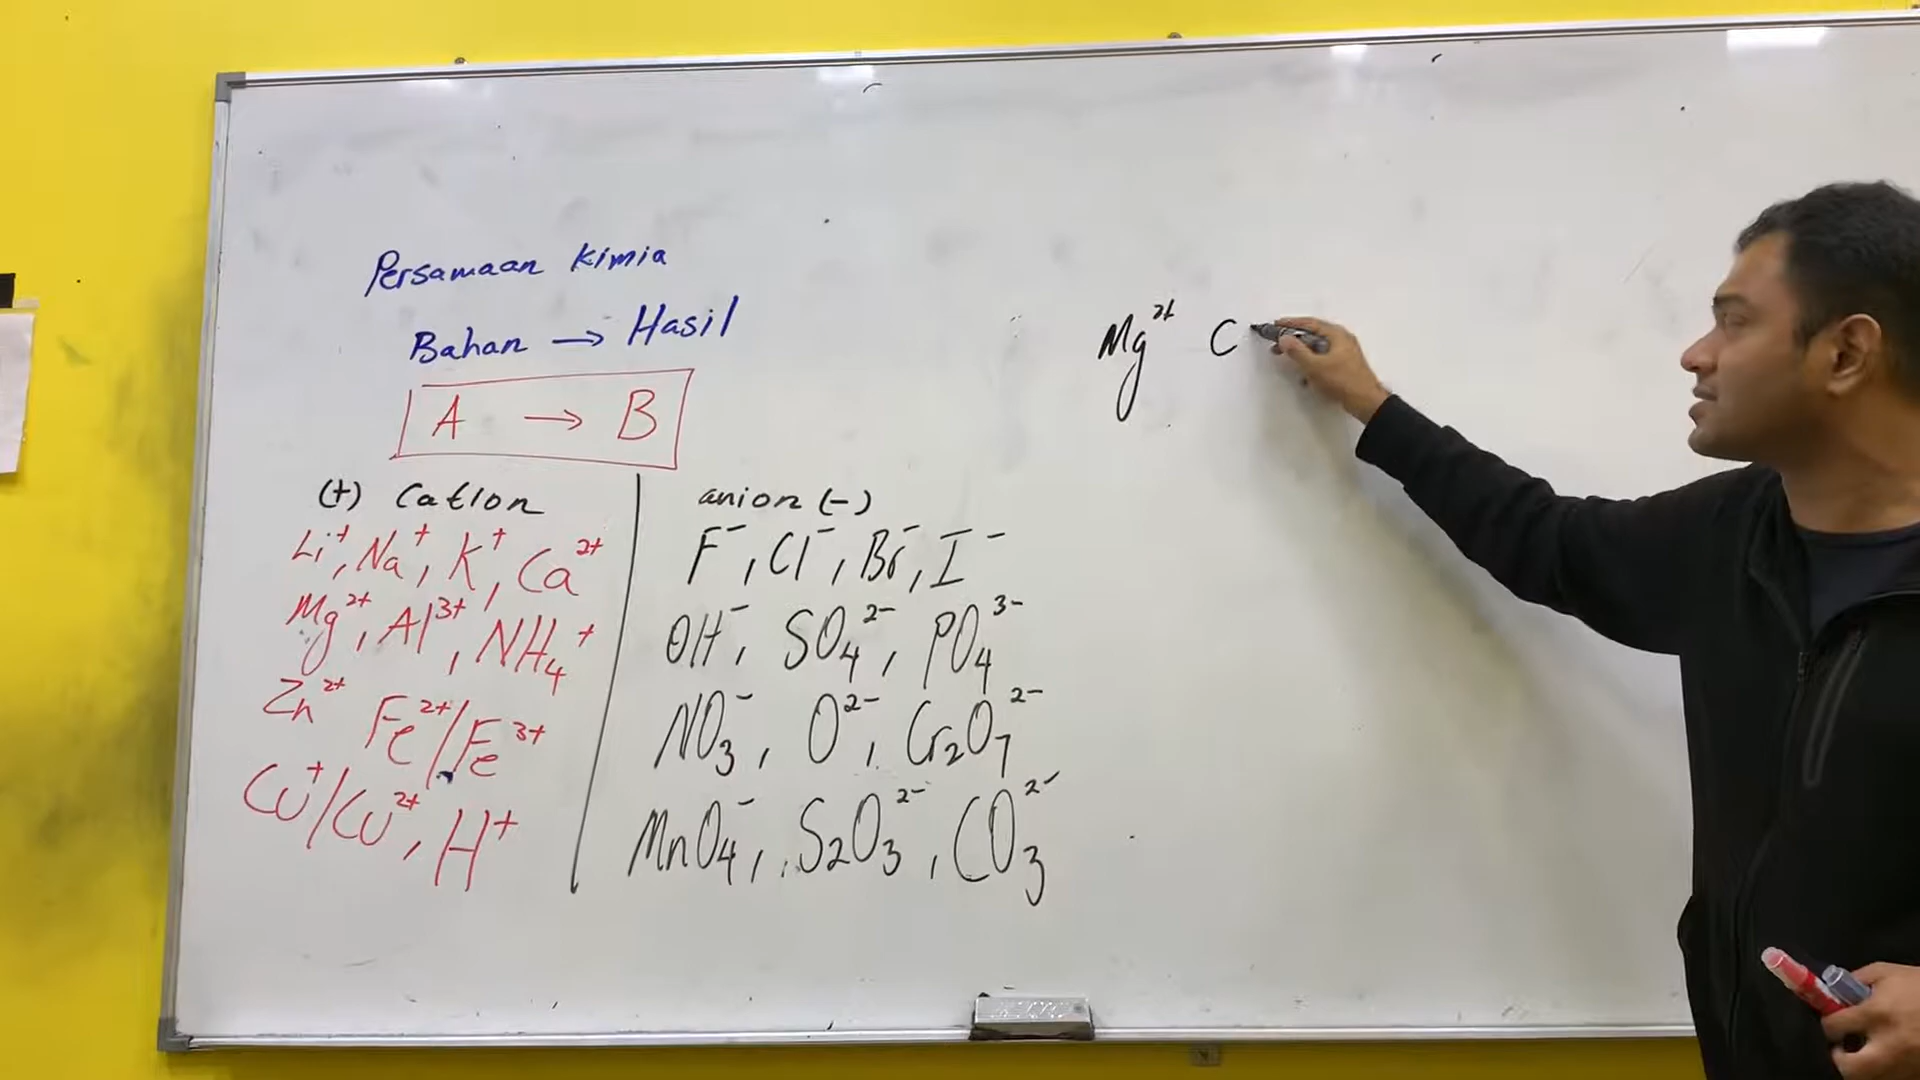 Persamaan Kimia
Bahan → Hasil
A → B
(+) Cation
Li⁺, Na⁺, K⁺, Ca²⁺
Mg²⁺, Al³⁺, NH₄⁺
Zn²⁺ Fe²⁺/Fe³⁺
Cu⁺/Cu²⁺, H⁺
anion (-)
F⁻, Cl⁻, Br⁻, I⁻
OH⁻, SO₄²⁻, PO₄³⁻
NO₃⁻, O²⁻, Cr₂O₇²⁻
MnO₄⁻, S₂O₃²⁻, CO₃²⁻
Mg²⁺ C